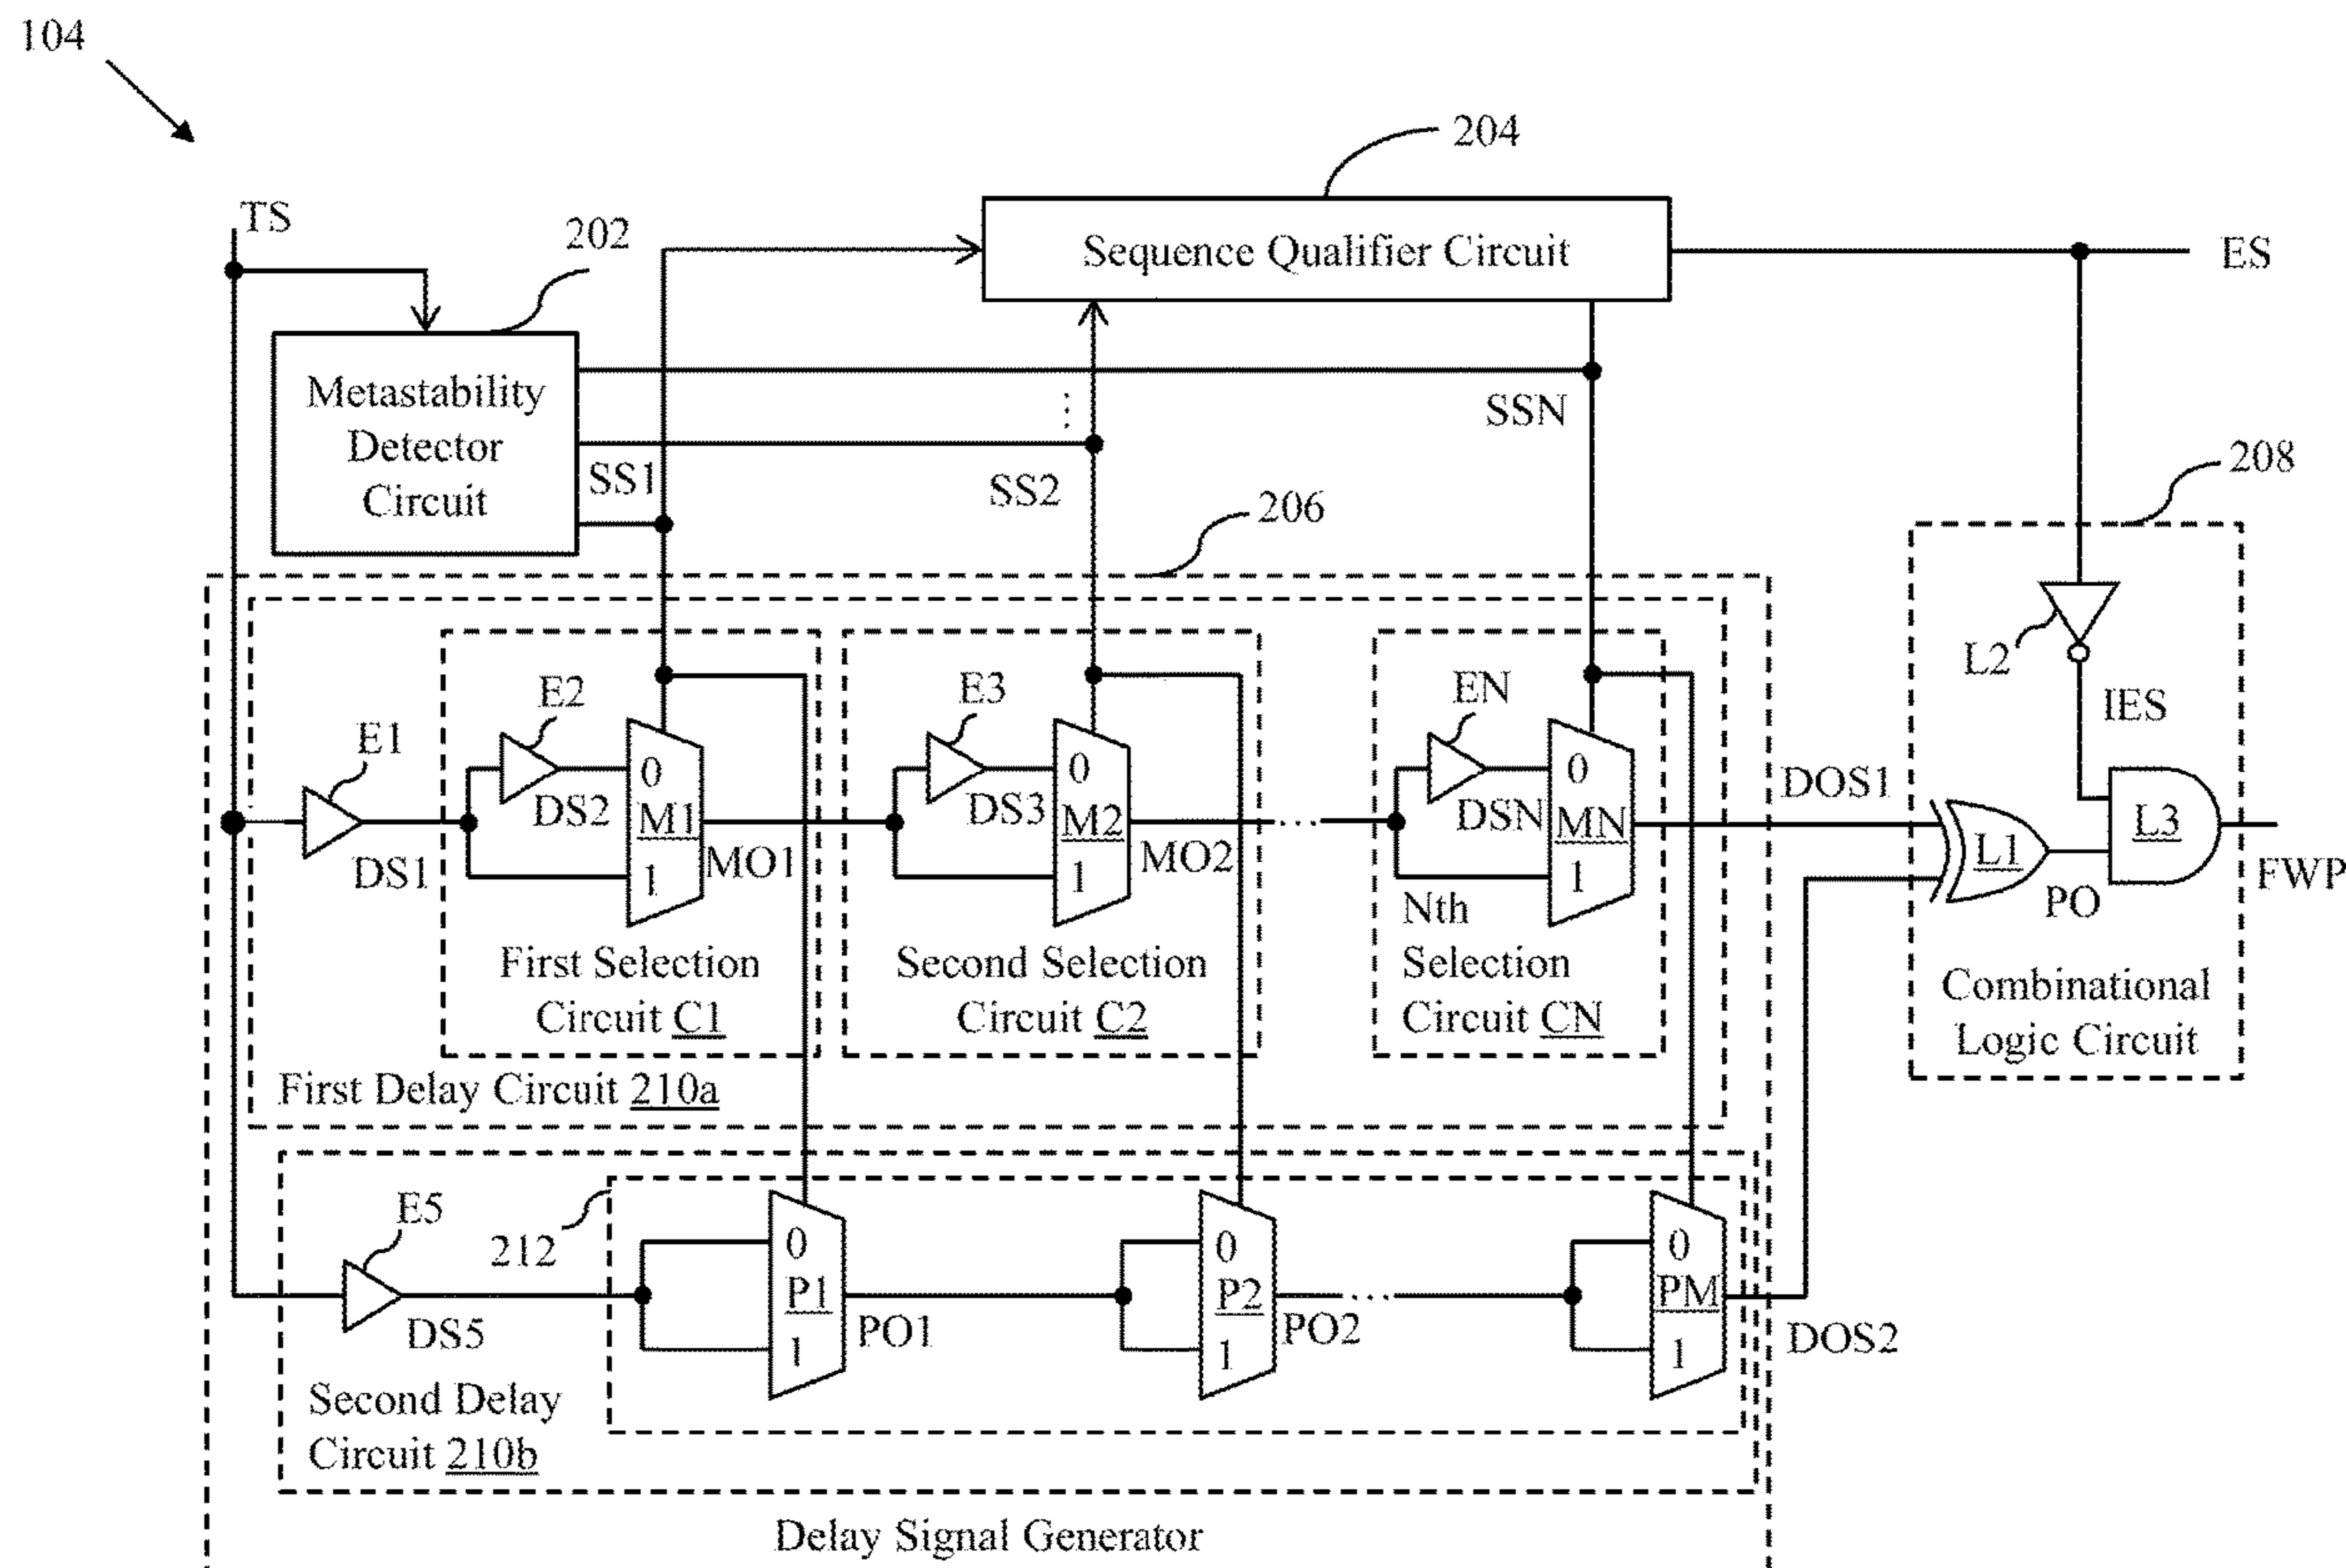 104
204
TS
202
Sequence Qualifier Circuit
ES
Metastability
Detector
Circuit
SS1
SS2
SSN
206
208
L2
IES
E1
E2
E3
EN
DS1
DS2
DS3
DSN
0
M1
1
0
M2
1
0
MN
1
MO1
MO2
DOS1
L1
PO
L3
FWP
First Selection
Circuit C1
Second Selection
Circuit C2
Nth
Selection
Circuit CN
Combinational
Logic Circuit
First Delay Circuit 210a
E5
212
DS5
0
P1
1
PO1
0
P2
1
PO2
0
PM
1
DOS2
Second Delay
Circuit 210b
Delay Signal Generator